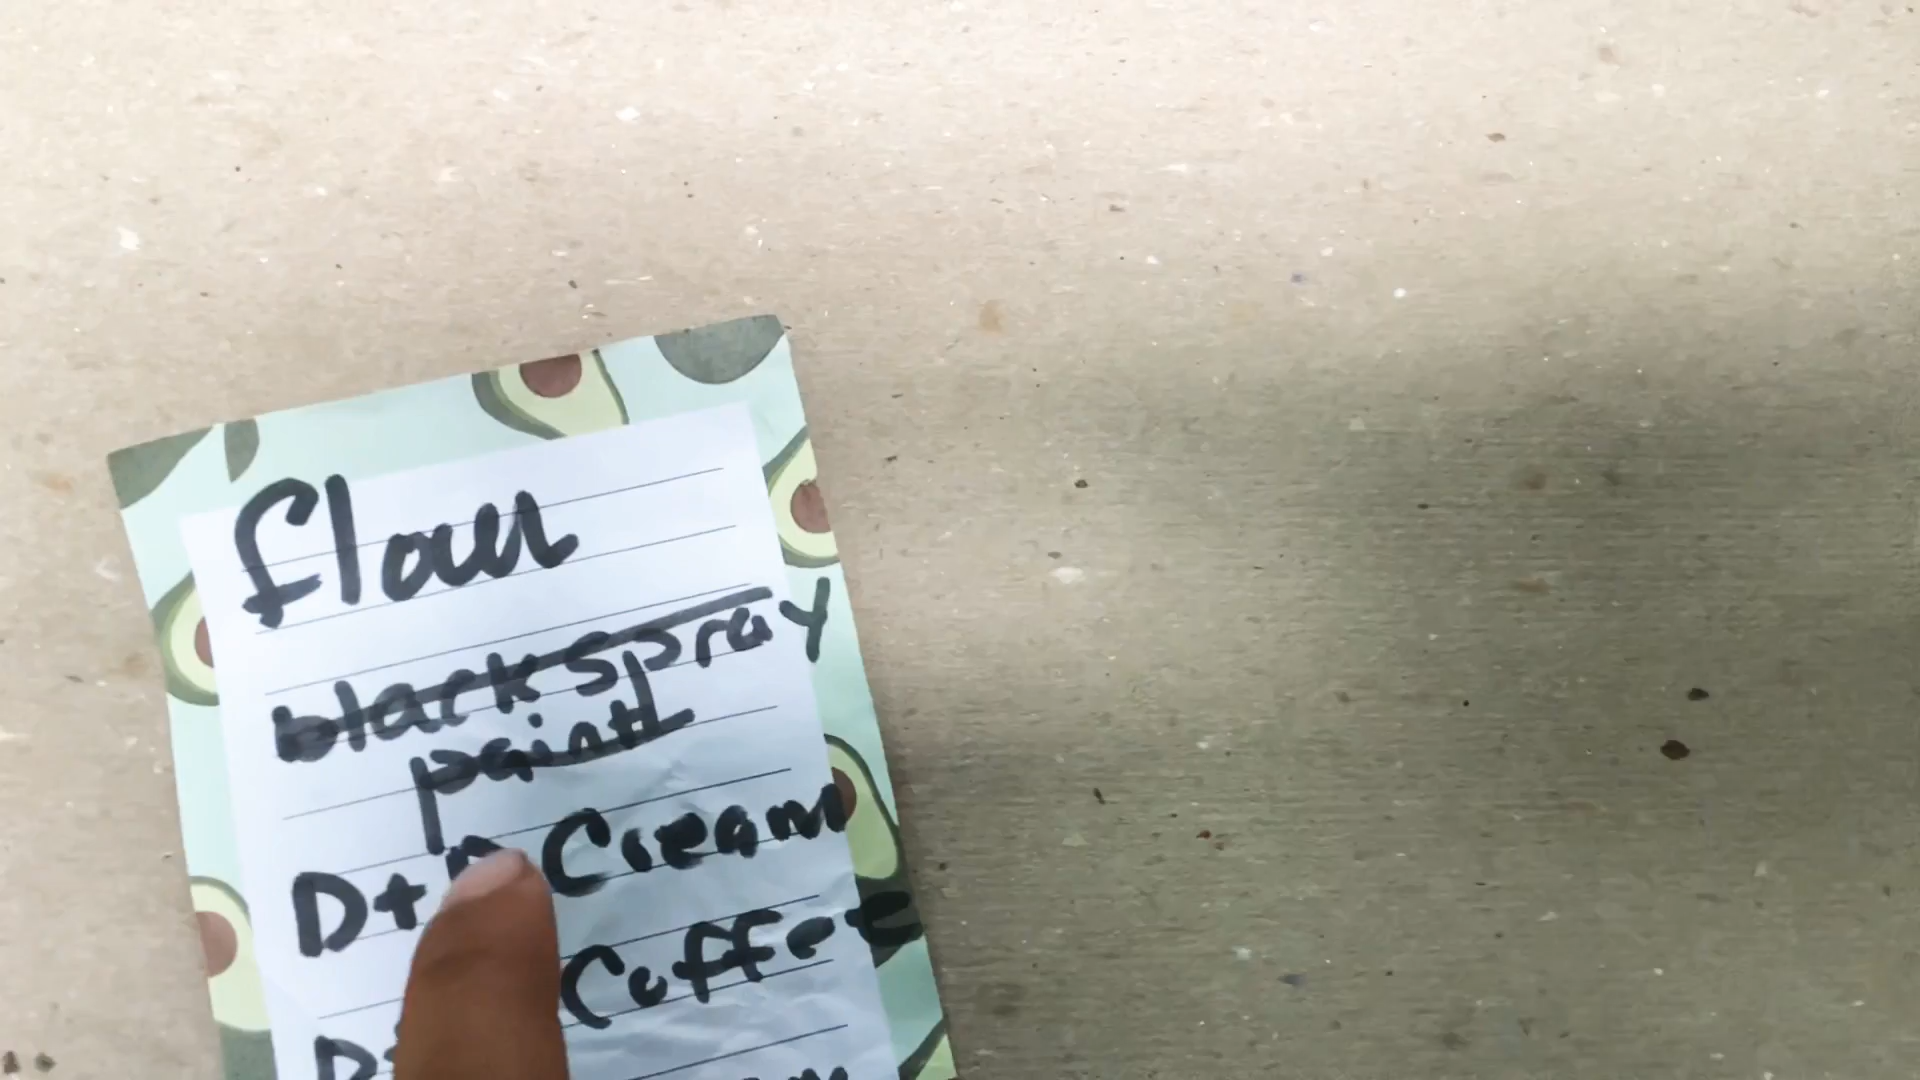 flour
black spray
paint
D+D Cream
Coffee